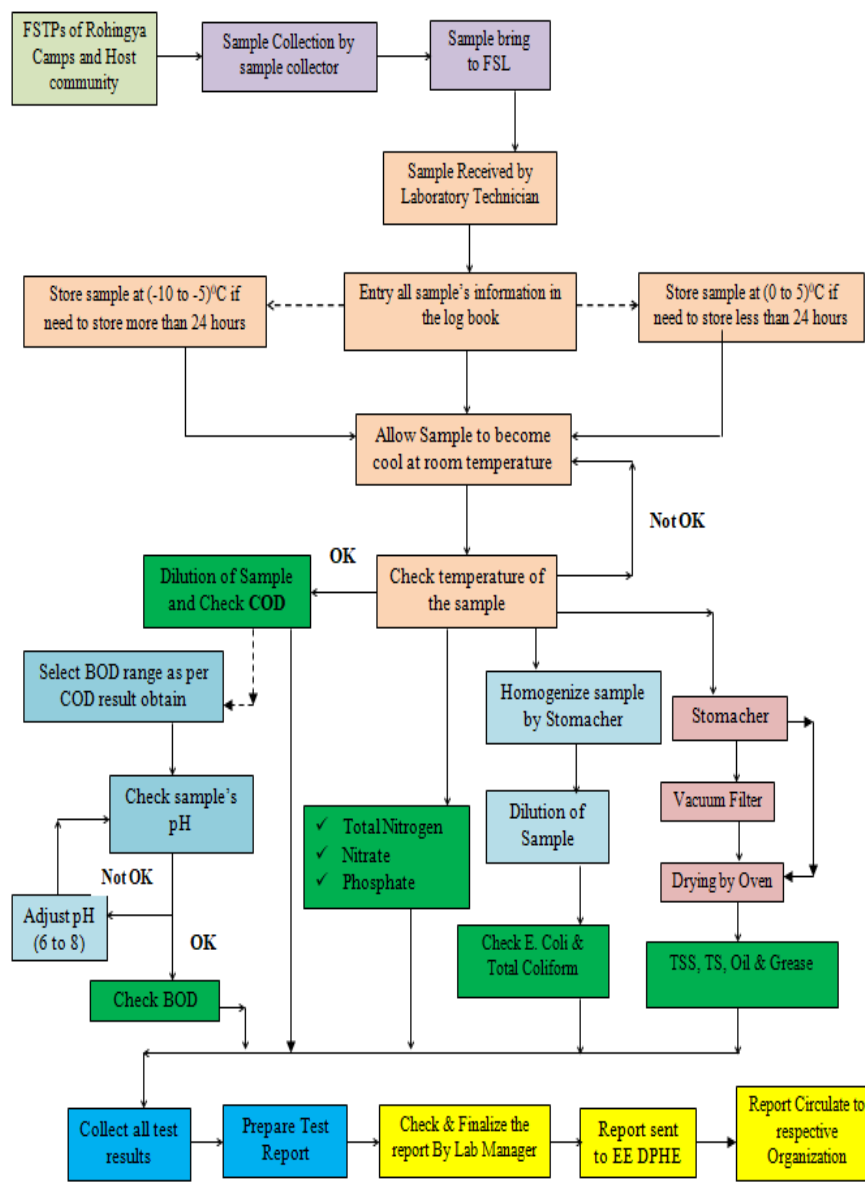 FSTPs of Rohingya
Camps and Host
community
Sample Collection by
sample collector
Sample bring
to FSL
Sample Received by
Laboratory Technician
Store sample at (-10 to -5)⁰C if
need to store more than 24 hours
Entry all sample's information in
the log book
Store sample at (0 to 5)⁰C if
need to store less than 24 hours
Allow Sample to become
cool at room temperature
Not OK
OK
Dilution of Sample
and Check COD
Check temperature of
the sample
Select BOD range as per
COD result obtain
Homogenize sample
by Stomacher
Stomacher
Check sample's
pH
Vacuum Filter
✓ Total Nitrogen
✓ Nitrate
✓ Phosphate
Dilution of
Sample
Drying by Oven
Not OK
Adjust pH
(6 to 8)
OK
Check E. Coli &
Total Coliform
TSS, TS, Oil & Grease
Check BOD
Collect all test
results
Prepare Test
Report
Check & Finalize the
report By Lab Manager
Report sent
to EE DPHE
Report Circulate to
respective
Organization